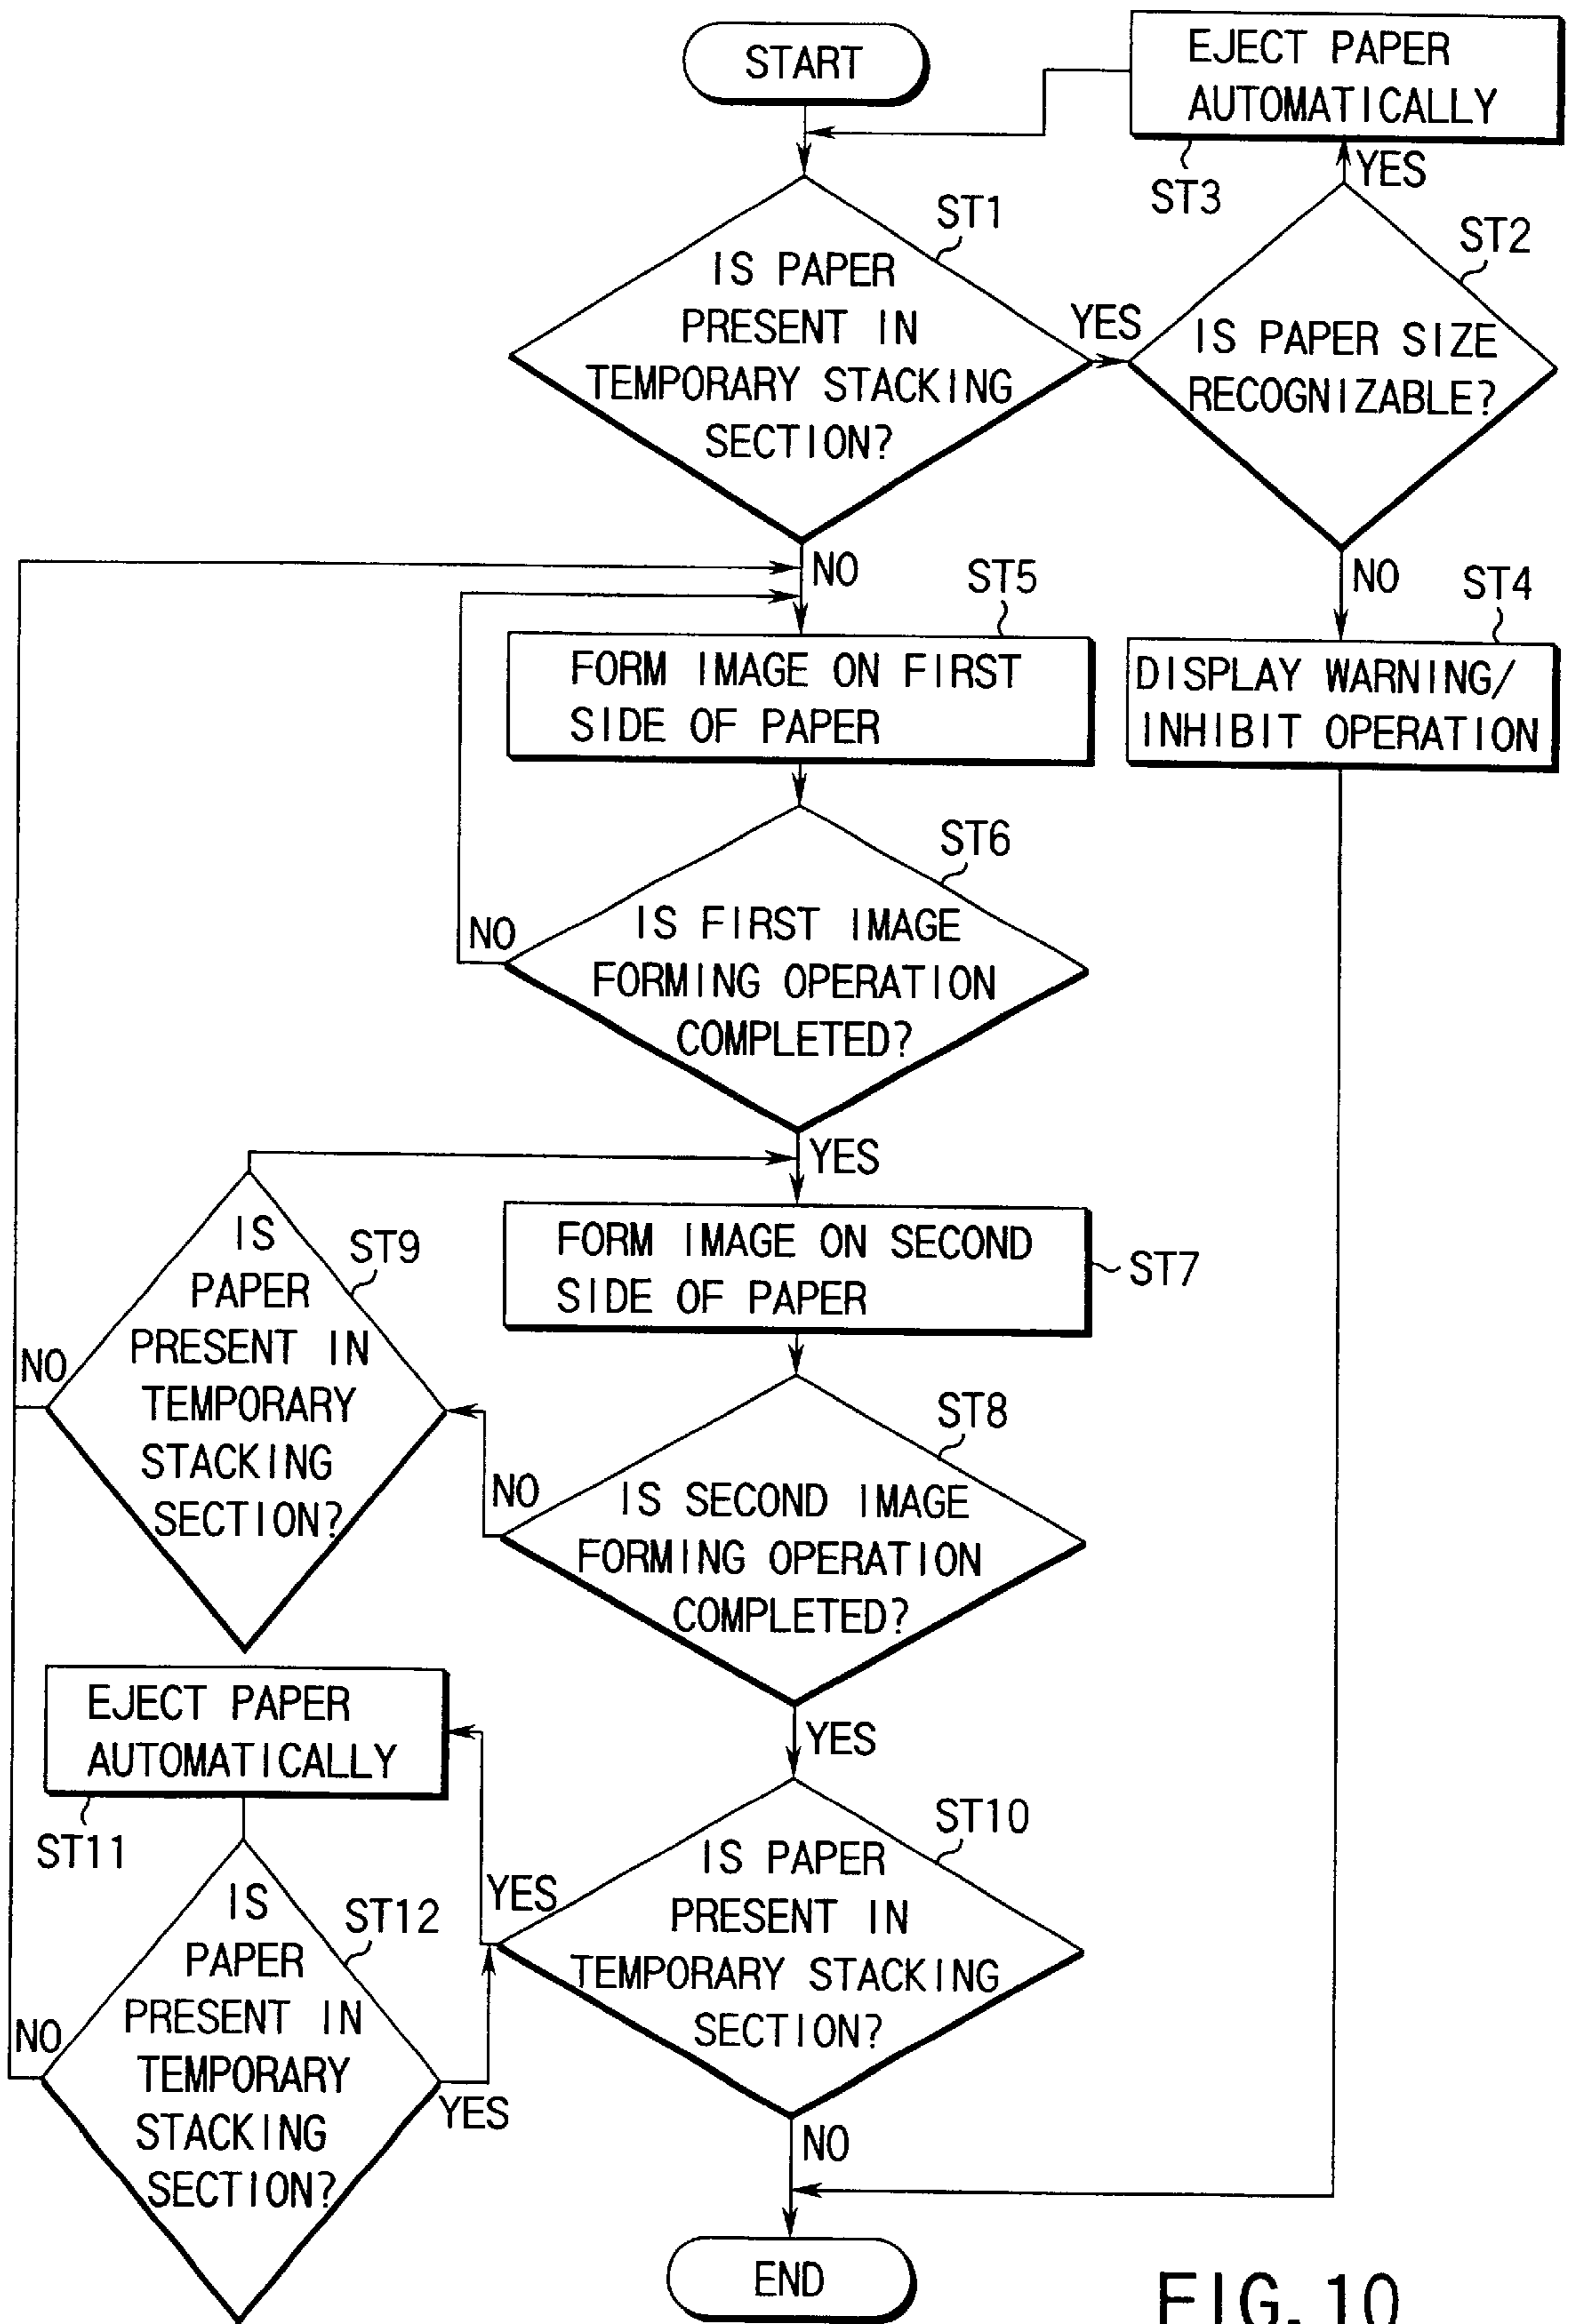 START
EJECT PAPER
AUTOMATICALLY
ST3
YES
ST1
IS PAPER
PRESENT IN
TEMPORARY STACKING
SECTION?
YES
ST2
IS PAPER SIZE
RECOGNIZABLE?
NO
NO
ST5
FORM IMAGE ON FIRST
SIDE OF PAPER
ST4
DISPLAY WARNING/
INHIBIT OPERATION
ST6
IS FIRST IMAGE
FORMING OPERATION
COMPLETED?
NO
YES
FORM IMAGE ON SECOND
SIDE OF PAPER
ST7
ST9
IS
PAPER
PRESENT IN
TEMPORARY
STACKING
SECTION?
NO
ST8
IS SECOND IMAGE
FORMING OPERATION
COMPLETED?
NO
YES
EJECT PAPER
AUTOMATICALLY
ST11
ST10
IS PAPER
PRESENT IN
TEMPORARY STACKING
SECTION?
YES
ST12
IS
PAPER
PRESENT IN
TEMPORARY
STACKING
SECTION?
NO
YES
NO
END
FIG. 10